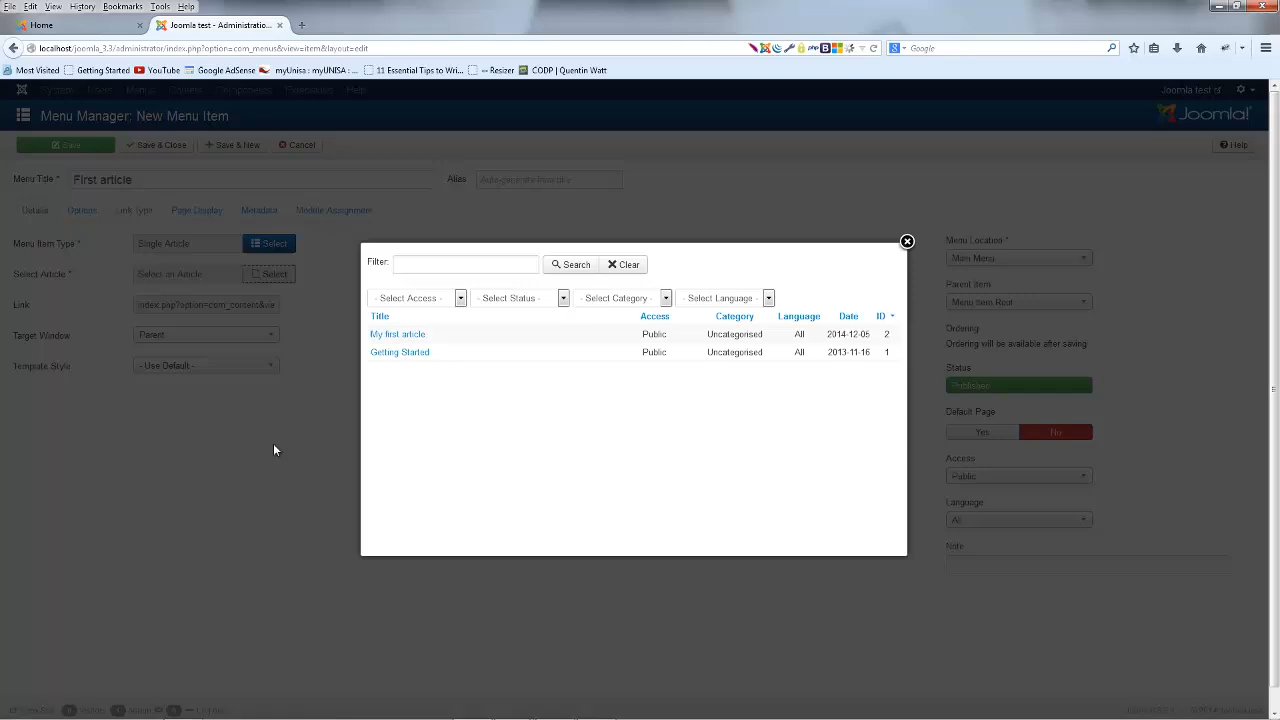 File Edit View History Bookmarks Tools Help
Home
Joomla test - Administratio...
localhost/joomla_3.3/administrator/index.php?option=com_menus&view=item&layout=edit
php
B
Google
Most Visited Getting Started YouTube Google AdSense myUnisa : myUNISA : ... 11 Essential Tips to Wri... -- Resizer CODP | Quentin Watt
System Users Menus Content Components Extensions Help
Joomla test
Menu Manager: New Menu Item
Joomla!
Save Save & Close Save & New Cancel
Help
Menu Title * First article
Alias Auto-generate from title
Details Options Link Type Page Display Metadata Module Assignment
Menu Item Type * Single Article Select
Select Article * Select an Article Select
Link index.php?option=com_content&vie
Target Window Parent
Template Style - Use Default -
Filter: Search Clear
- Select Access - - Select Status - - Select Category - - Select Language -
Title Access Category Language Date ID
My first article Public Uncategorised All 2014-12-05 2
Getting Started Public Uncategorised All 2013-11-16 1
Menu Location *
Main Menu
Parent Item
Menu Item Root
Ordering
Ordering will be available after saving
Status
Published
Default Page
Yes No
Access
Public
Language
All
Note